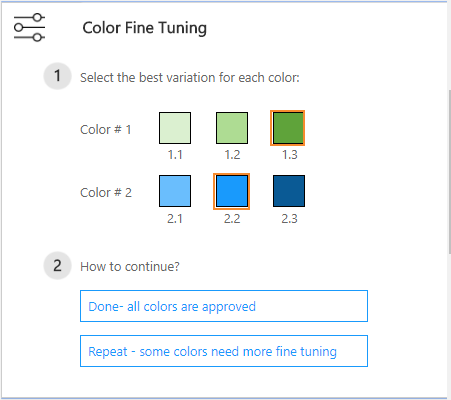 Color Fine Tuning
1 Select the best variation for each color:
Color # 1
1.1 1.2 1.3
Color # 2
2.1 2.2 2.3
2 How to continue?
Done- all colors are approved
Repeat - some colors need more fine tuning